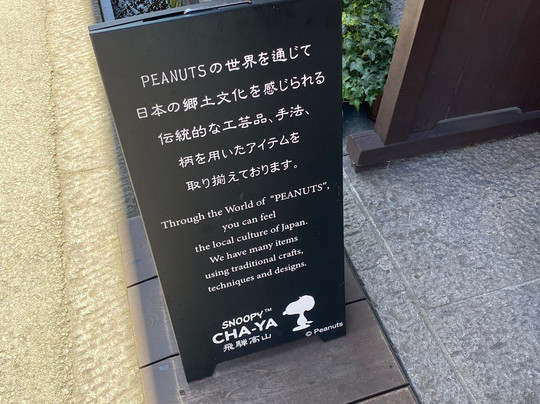 PEANUTSの世界を通じて
日本の郷土文化を感じられる
伝統的な工芸品、手法、
柄を用いたアイテムを
取り揃えております。
Through the World of “PEANUTS”,
you can feel
the local culture of Japan.
We have many items
using traditional crafts,
techniques and designs.
SNOOPY™
CHA-YA
飛騨高山
© Peanuts